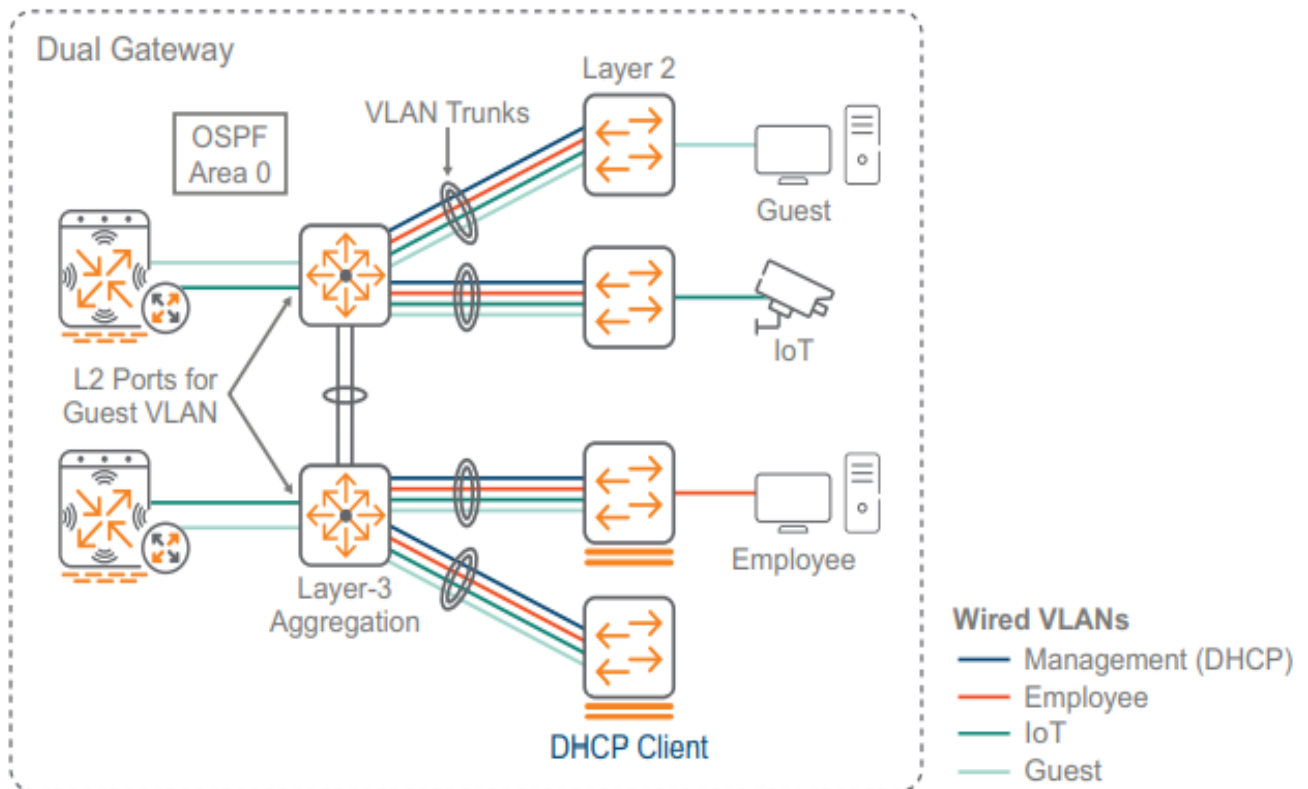 Dual Gateway
Layer 2
VLAN Trunks
OSPF
Area 0
Guest
IoT
L2 Ports for
Guest VLAN
Employee
Layer-3
Aggregation
DHCP Client
Wired VLANs
Management (DHCP)
Employee
IoT
Guest